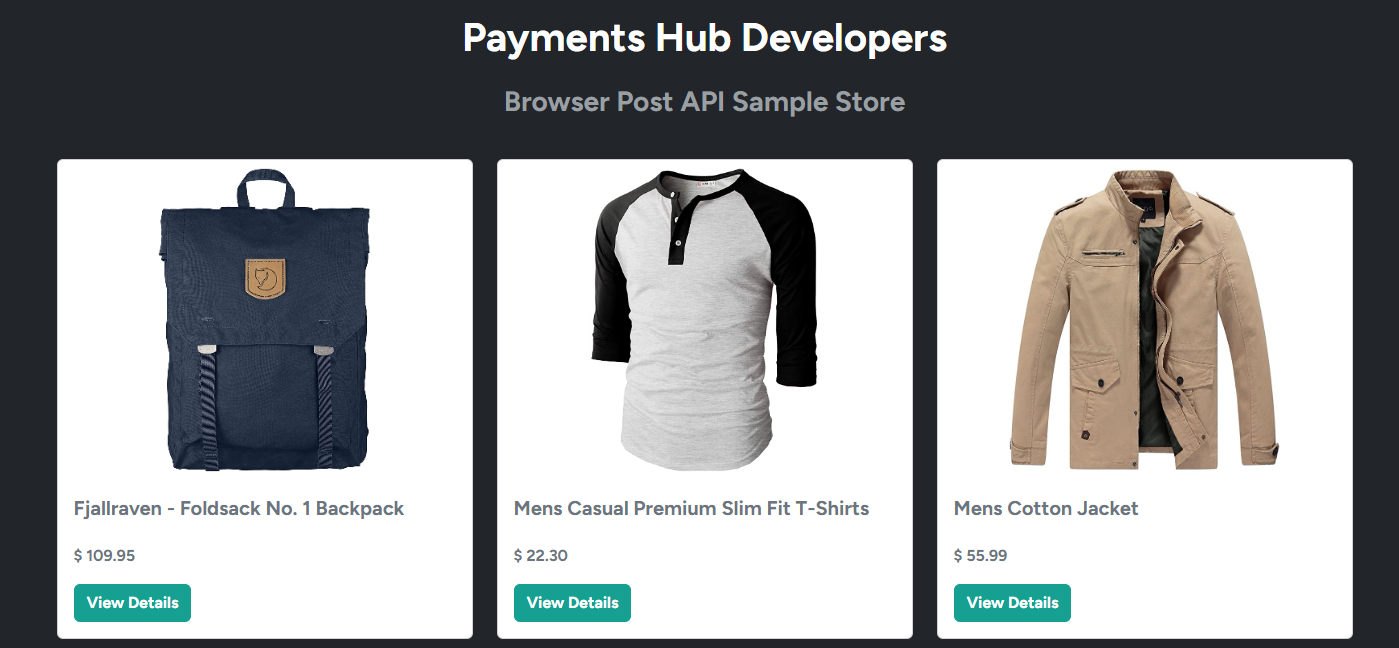 Payments Hub Developers
Browser Post API Sample Store
Fjallraven - Foldsack No. 1 Backpack
$ 109.95
View Details
Mens Casual Premium Slim Fit T-Shirts
$ 22.30
View Details
Mens Cotton Jacket
$ 55.99
View Details